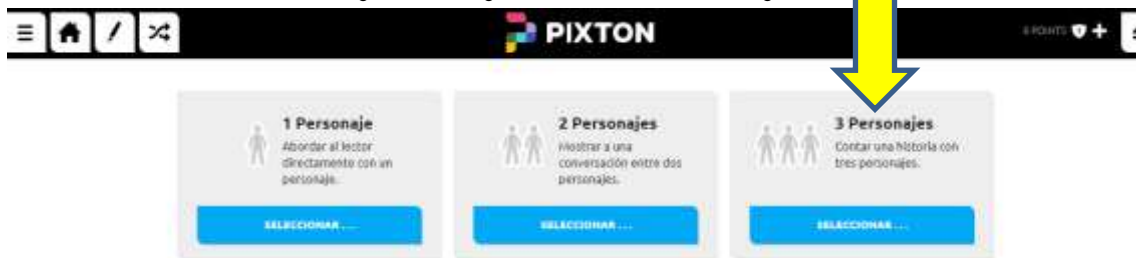 PIXTON
POINTS
1 Personaje
Abordar al lector
directamente con un
personaje.
SELECCIONAR ...
2 Personajes
Mostrar a una
conversación entre dos
personajes.
SELECCIONAR ...
3 Personajes
Contar una historia con
tres personajes.
SELECCIONAR ...